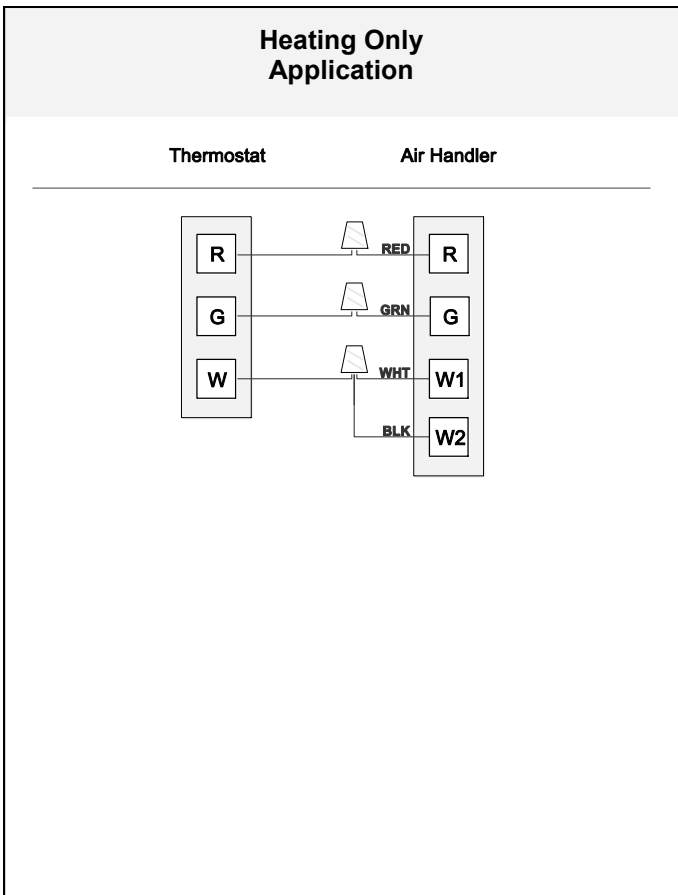 Heating Only
Application
Thermostat Air Handler
R RED R
G GRN G
W WHT W1
BLK W2